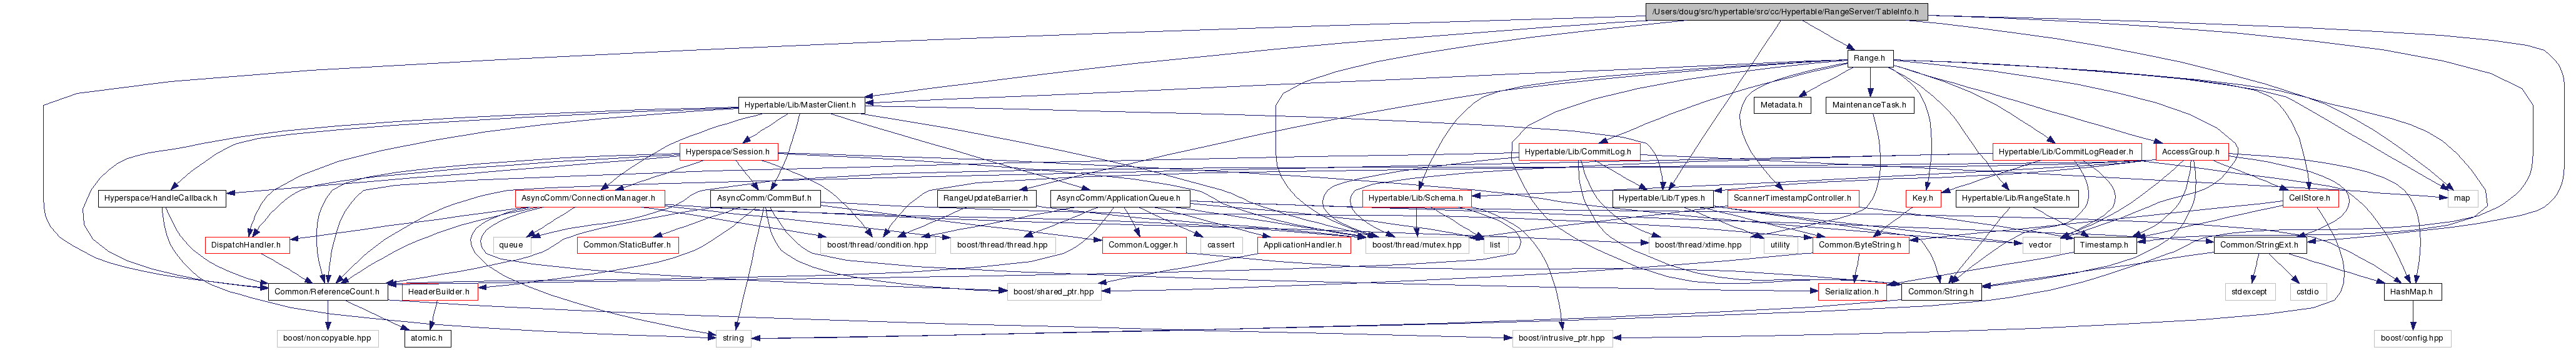 /Users/doug/src/hypertable/src/cc/Hypertable/RangeServer/TableInfo.h
Range.h
Hypertable/Lib/MasterClient.h
Metadata.h
MaintenanceTask.h
Hyperspace/Session.h
Hypertable/Lib/CommitLog.h
Hypertable/Lib/CommitLogReader.h
AccessGroup.h
Hyperspace/HandleCallback.h
AsyncComm/ConnectionManager.h
AsyncComm/CommBuf.h
RangeUpdateBarrier.h
AsyncComm/ApplicationQueue.h
Hypertable/Lib/Schema.h
ScannerTimestampController.h
Hypertable/Lib/Types.h
Key.h
Hypertable/Lib/RangeState.h
CellStore.h
map
DispatchHandler.h
queue
Common/StaticBuffer.h
boost/thread/condition.hpp
boost/thread/thread.hpp
Common/Logger.h
cassert
ApplicationHandler.h
boost/thread/mutex.hpp
list
boost/thread/xtime.hpp
utility
Common/ByteString.h
vector
Timestamp.h
Common/StringExt.h
Common/ReferenceCount.h
HeaderBuilder.h
boost/shared_ptr.hpp
Serialization.h
Common/String.h
stdexcept
cstdio
HashMap.h
boost/noncopyable.hpp
atomic.h
string
boost/intrusive_ptr.hpp
boost/config.hpp